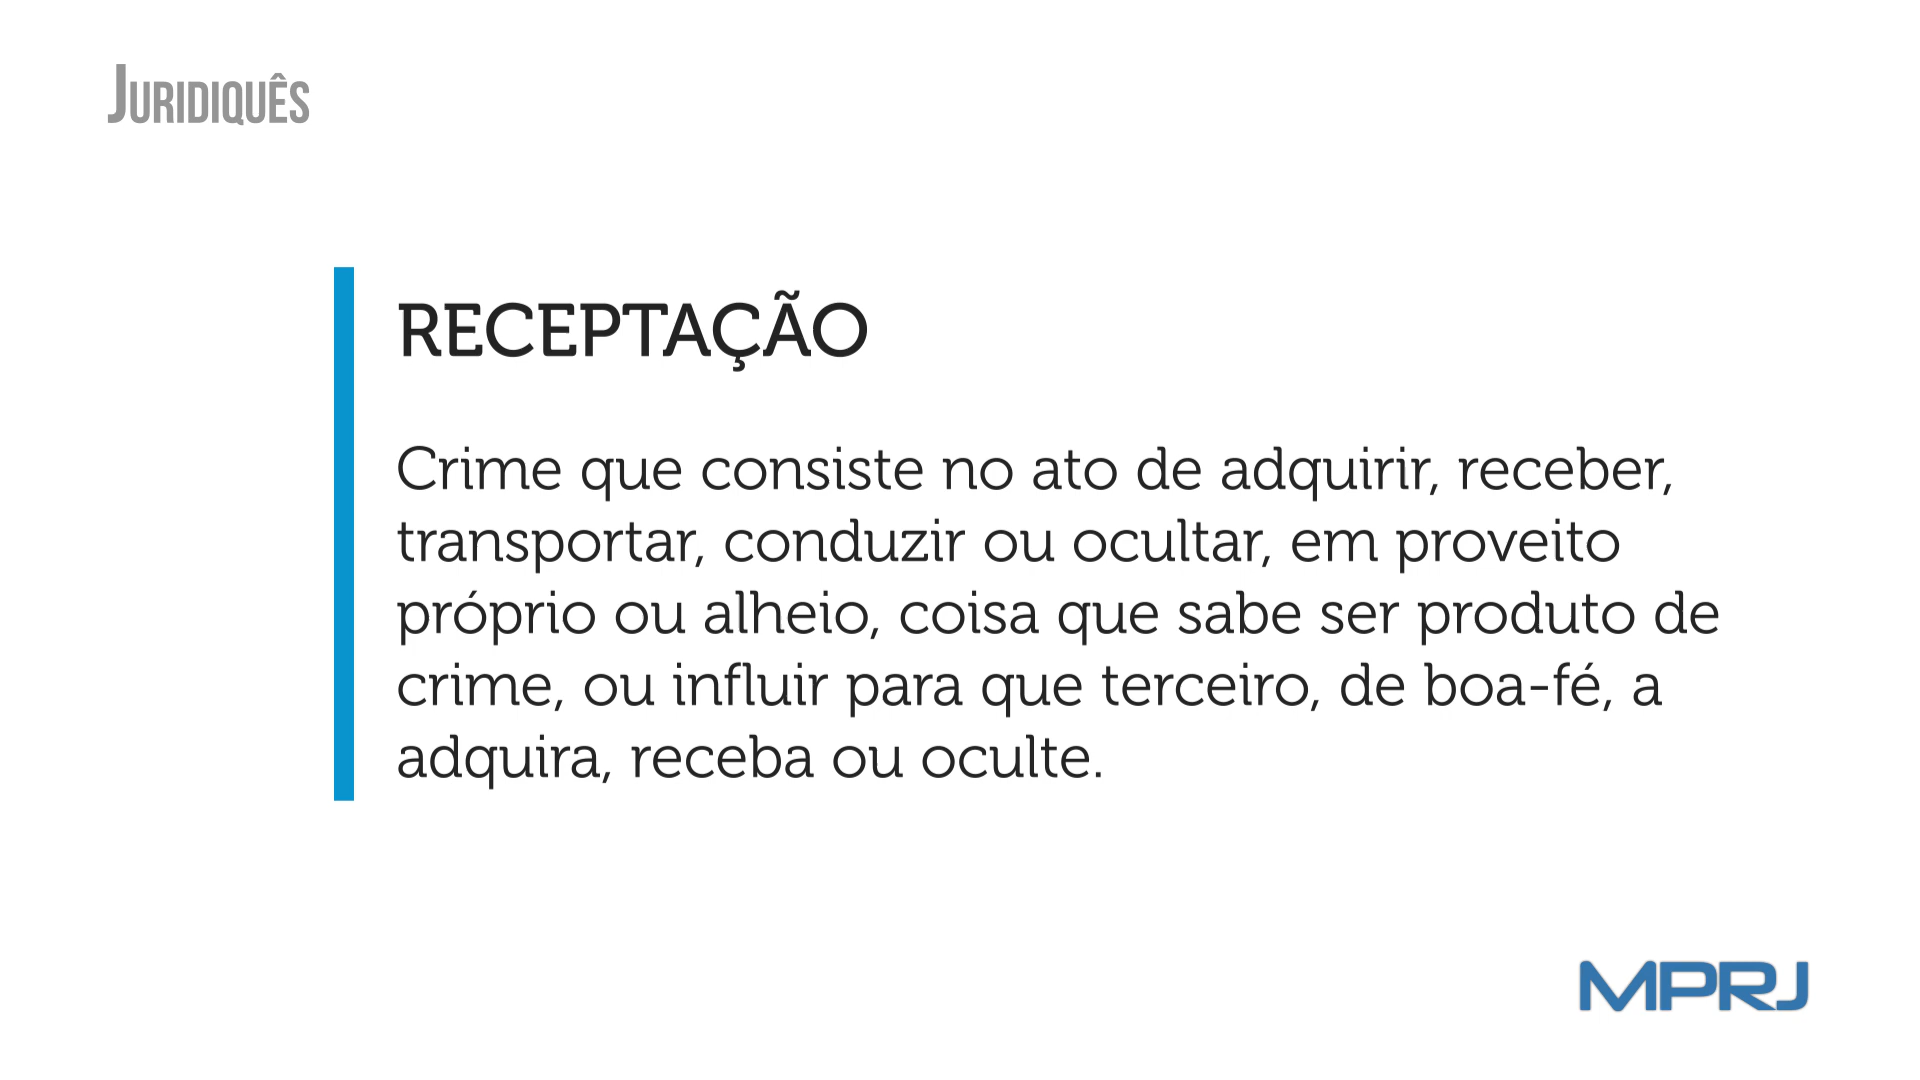 JURIDIQUÊS
RECEPTAÇÃO
Crime que consiste no ato de adquirir, receber,
transportar, conduzir ou ocultar, em proveito
próprio ou alheio, coisa que sabe ser produto de
crime, ou influir para que terceiro, de boa-fé, a
adquira, receba ou oculte.
MPRJ